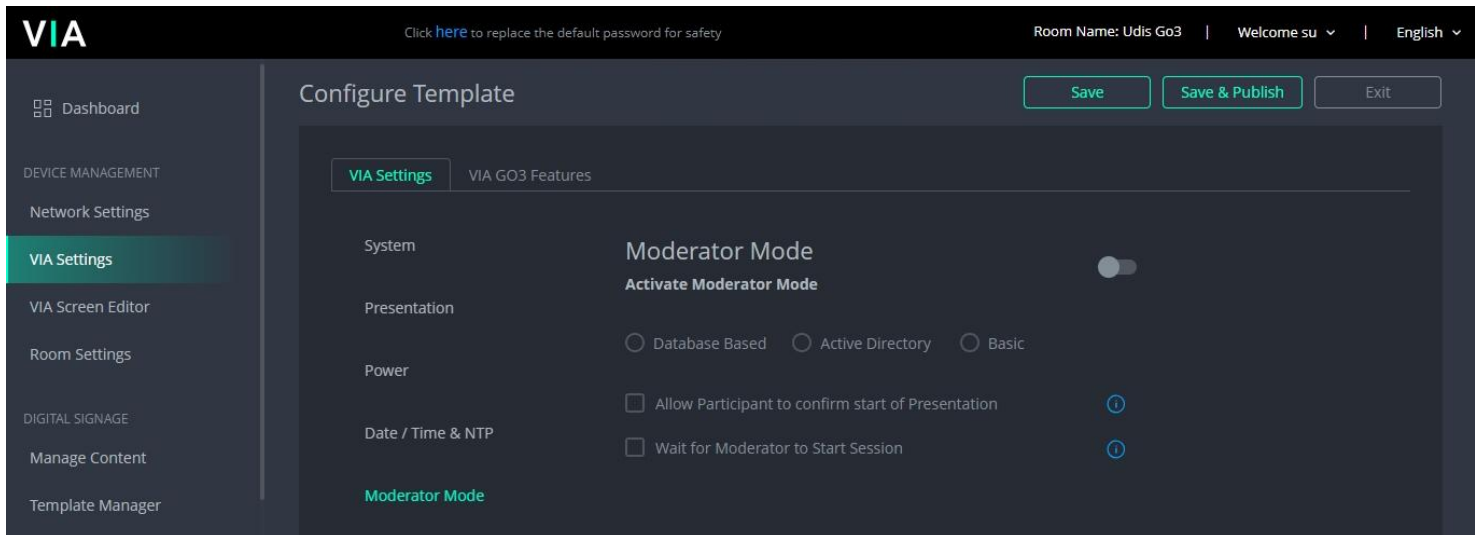 VIA
Click here to replace the default password for safety
Room Name: Udis Go3 | Welcome su | English
Dashboard
DEVICE MANAGEMENT
Network Settings
VIA Settings
VIA Screen Editor
Room Settings
DIGITAL SIGNAGE
Manage Content
Template Manager
Configure Template
Save
Save & Publish
Exit
VIA Settings
VIA GO3 Features
System
Presentation
Power
Date / Time & NTP
Moderator Mode
Moderator Mode
Activate Moderator Mode
Database Based
Active Directory
Basic
Allow Participant to confirm start of Presentation
Wait for Moderator to Start Session